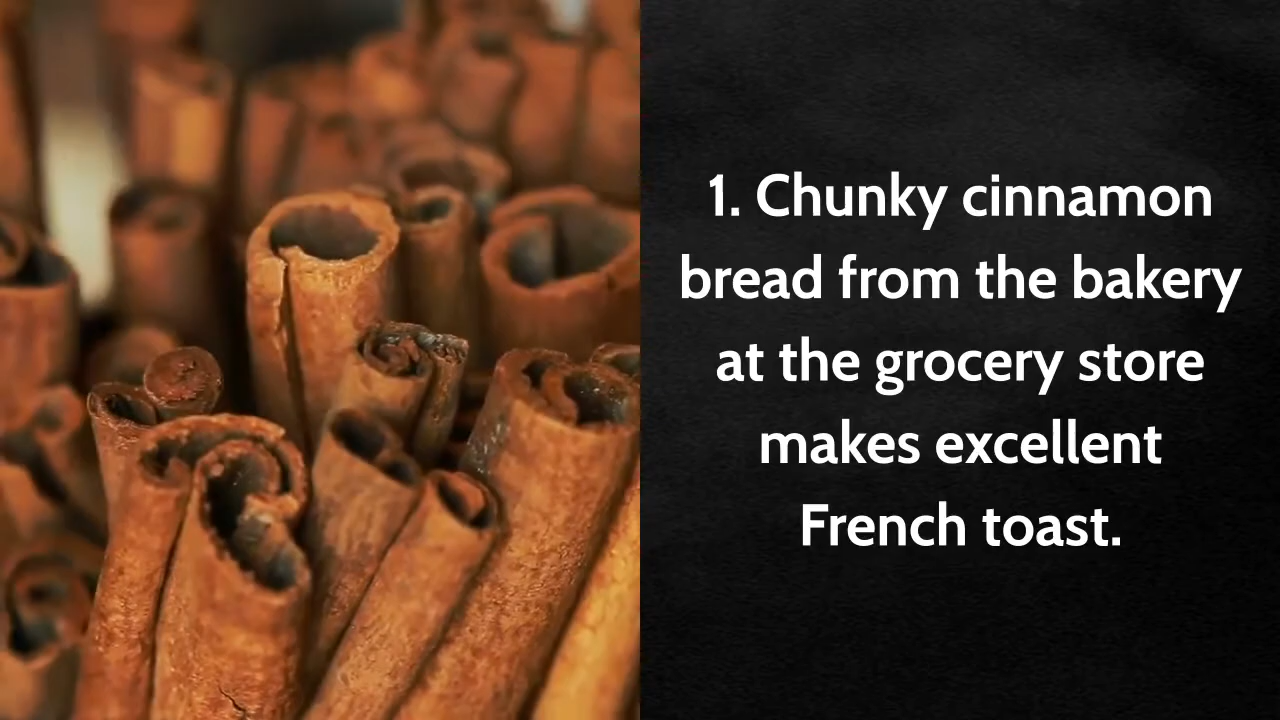 1. Chunky cinnamon
bread from the bakery
at the grocery store
makes excellent
French toast.